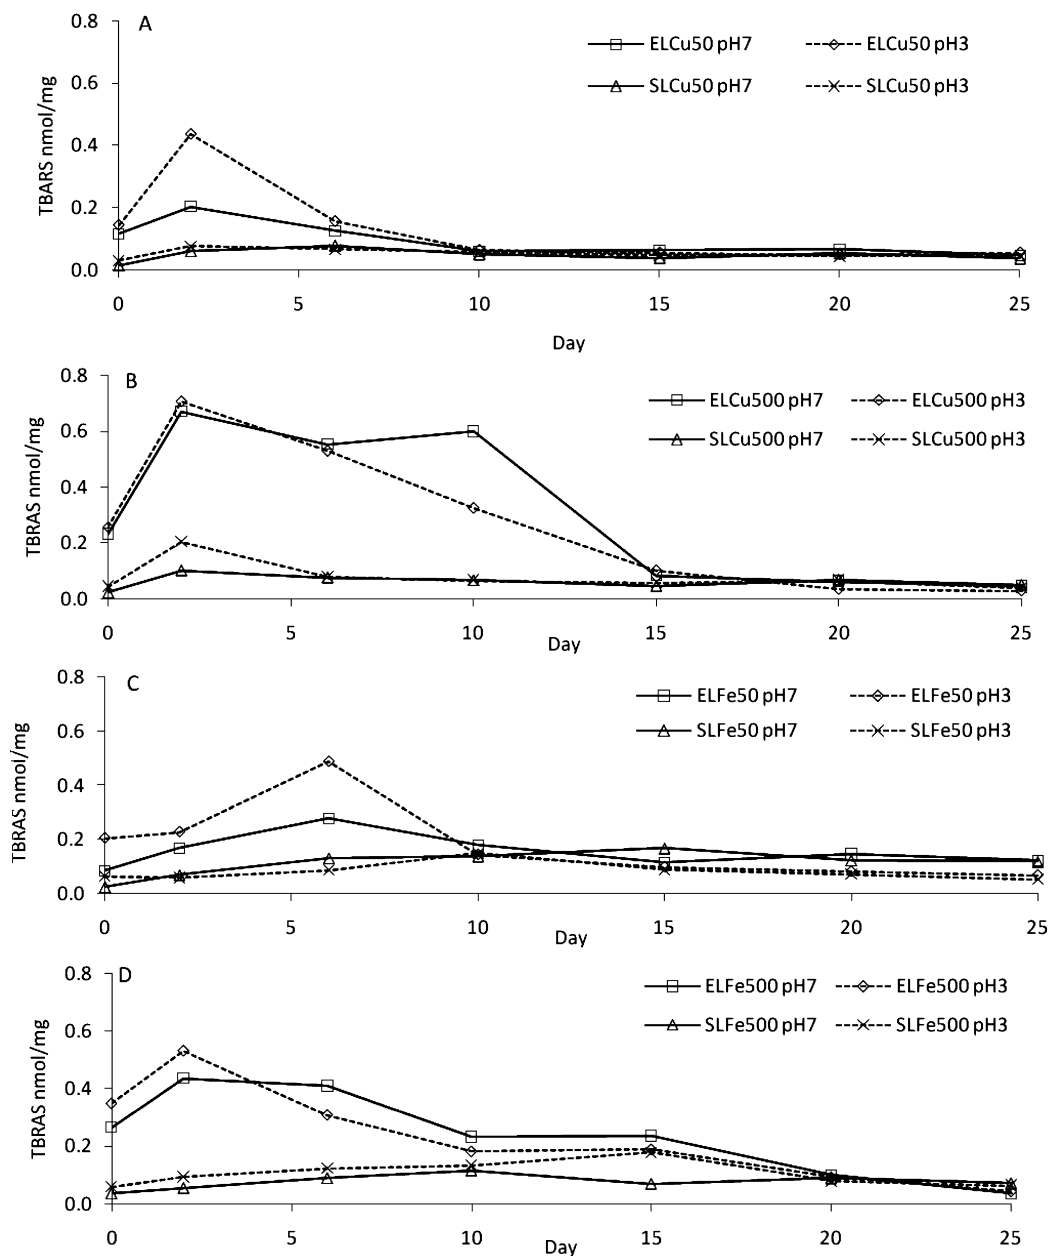 A
0.8
ELCu50 pH7 ELCu50 pH3
0.6
SLCu50 pH7 SLCu50 pH3
TBARS nmol/mg
0.4
0.2
0.0
0 5 10 15 20 25
Day
B
0.8
ELCu500 pH7 ELCu500 pH3
0.6
SLCu500 pH7 SLCu500 pH3
TBRAS nmol/mg
0.4
0.2
0.0
0 5 10 15 20 25
Day
C
0.8
ELFe50 pH7 ELFe50 pH3
0.6
SLFe50 pH7 SLFe50 pH3
TBRAS nmol/mg
0.4
0.2
0.0
0 5 10 15 20 25
Day
D
0.8
ELFe500 pH7 ELFe500 pH3
0.6
SLFe500 pH7 SLFe500 pH3
TBRAS nmol/mg
0.4
0.2
0.0
0 5 10 15 20 25
Day